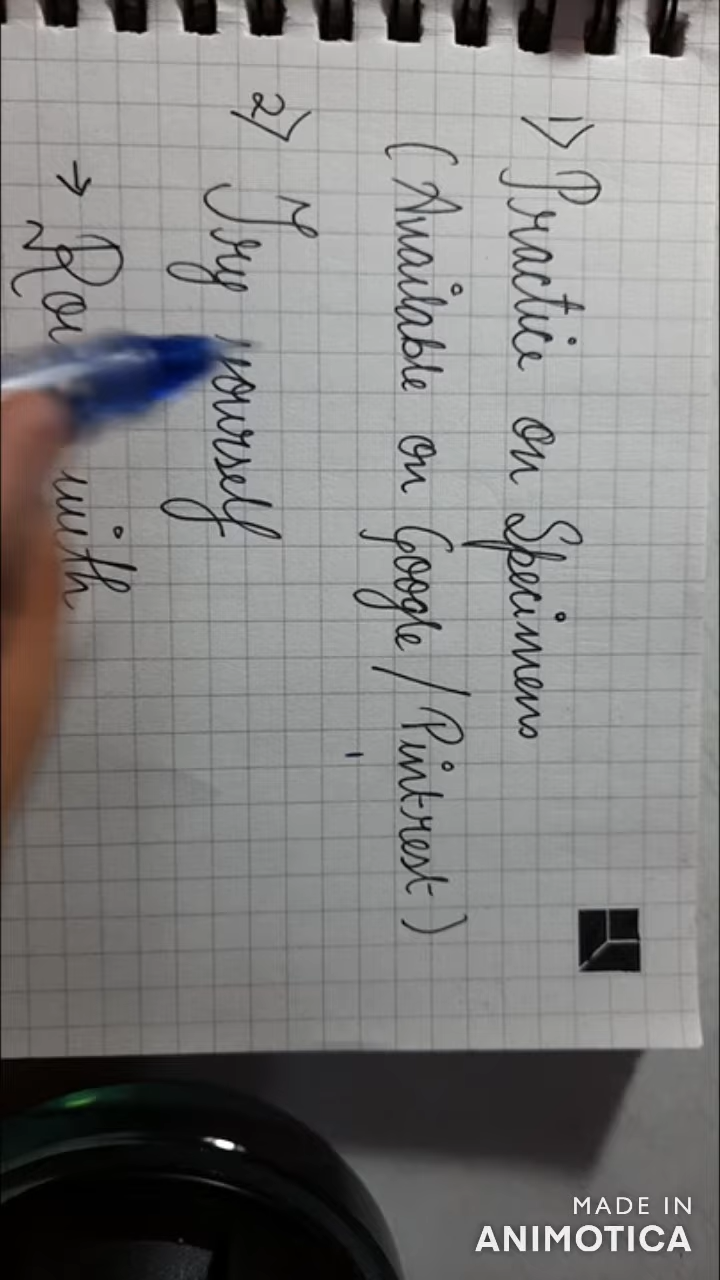 1) Practice on Specimens
(Available on Google / Pintrest)
2) Try yourself
→ with
MADE IN
ANIMOTICA